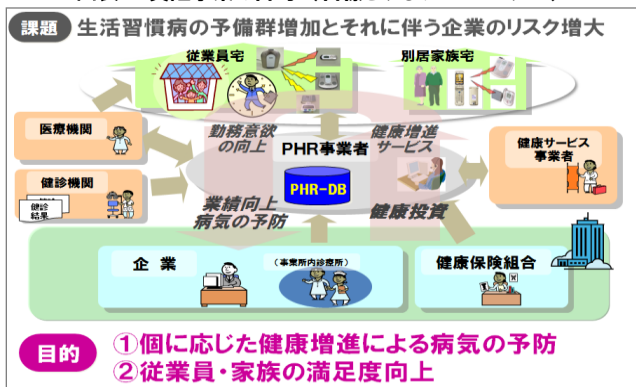 課題 生活習慣病の予備群増加とそれに伴う企業のリスク増大
従業員宅
別居家族宅
医療機関
勤務意欲
の向上
健康増進
サービス
PHR事業者
健康サービス
事業者
健診機関
健診
結果
PHR-DB
業績向上
病気の予防
健康投資
企業
(事業所内診療所)
健康保険組合
目的
①個に応じた健康増進による病気の予防
②従業員・家族の満足度向上